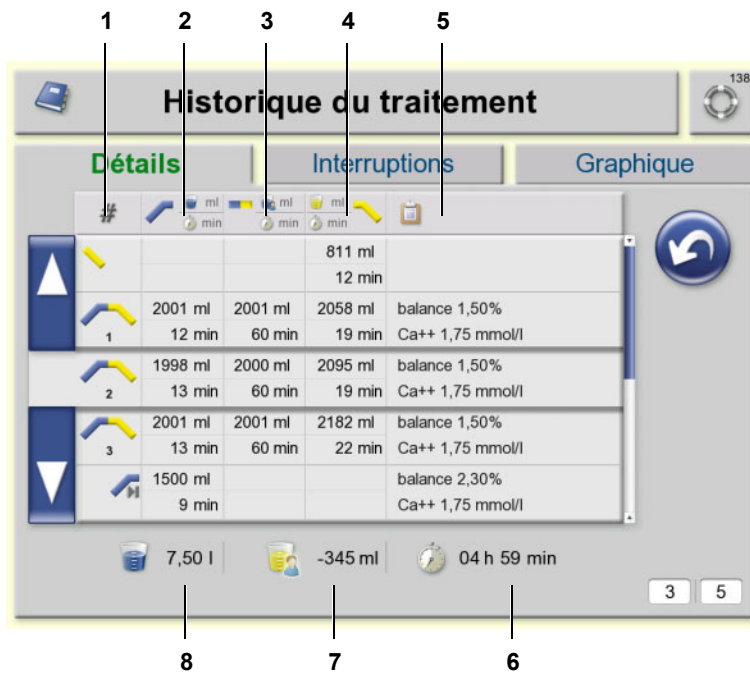 1 2 3 4 5
Historique du traitement
138
Détails Interruptions Graphique
# ml ml ml
min min min
811 ml
12 min
2001 ml 2001 ml 2058 ml balance 1,50%
1 12 min 60 min 19 min Ca++ 1,75 mmol/l
1998 ml 2000 ml 2095 ml balance 1,50%
2 13 min 60 min 19 min Ca++ 1,75 mmol/l
2001 ml 2001 ml 2182 ml balance 1,50%
3 13 min 60 min 22 min Ca++ 1,75 mmol/l
1500 ml balance 2,30%
9 min Ca++ 1,75 mmol/l
7,50 l -345 ml 04 h 59 min
3 5
8 7 6